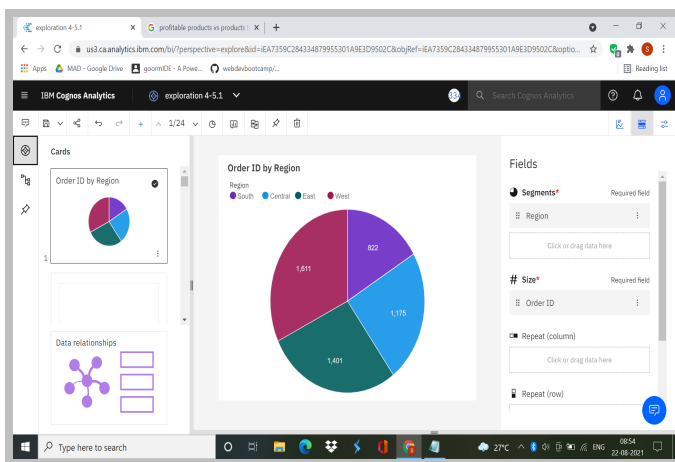 exploration 4-5.1
profitable products vs products
us3.ca.analytics.ibm.com/bi/?perspective=explore&id=iEA7359C284334879955301A9E3D9502C&objRef=iEA7359C284334879955301A9E3D9502C&optio...
Apps
MAD - Google Drive
goormIDE - A Powe...
webdevbootcamp/...
Reading list
IBM Cognos Analytics
exploration 4-5.1
Search Cognos Analytics
1/24
Cards
Order ID by Region
1
Data relationships
Order ID by Region
Region
South Central East West
822
1,611
1,175
1,401
Fields
Segments*
Required field
Region
Click or drag data here
Size*
Required field
Order ID
Repeat (column)
Click or drag data here
Repeat (row)
Type here to search
27°C
ENG
08:54
22-08-2021